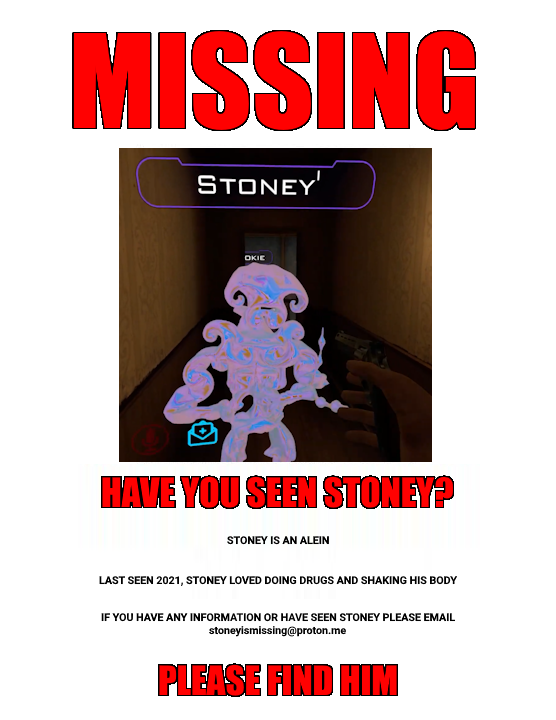 MISSING
STONEY'
OKIE
HAVE YOU SEEN STONEY?
STONEY IS AN ALEIN
LAST SEEN 2021, STONEY LOVED DOING DRUGS AND SHAKING HIS BODY
IF YOU HAVE ANY INFORMATION OR HAVE SEEN STONEY PLEASE EMAIL
stoneyismissing@proton.me
PLEASE FIND HIM